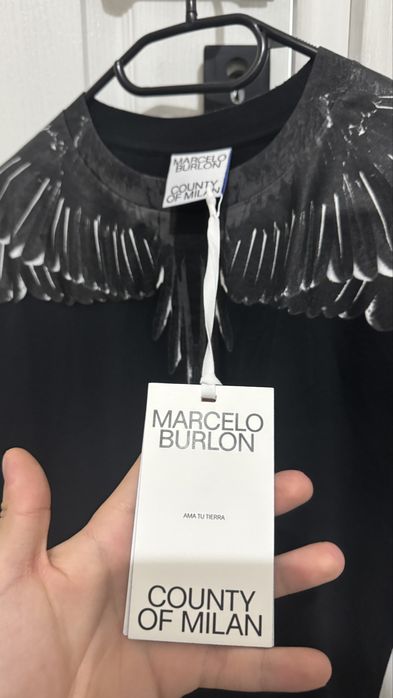 MARCELO
BURLON
COUNTY
OF MILAN
MARCELO
BURLON
AMA TU TIERRA
COUNTY
OF MILAN